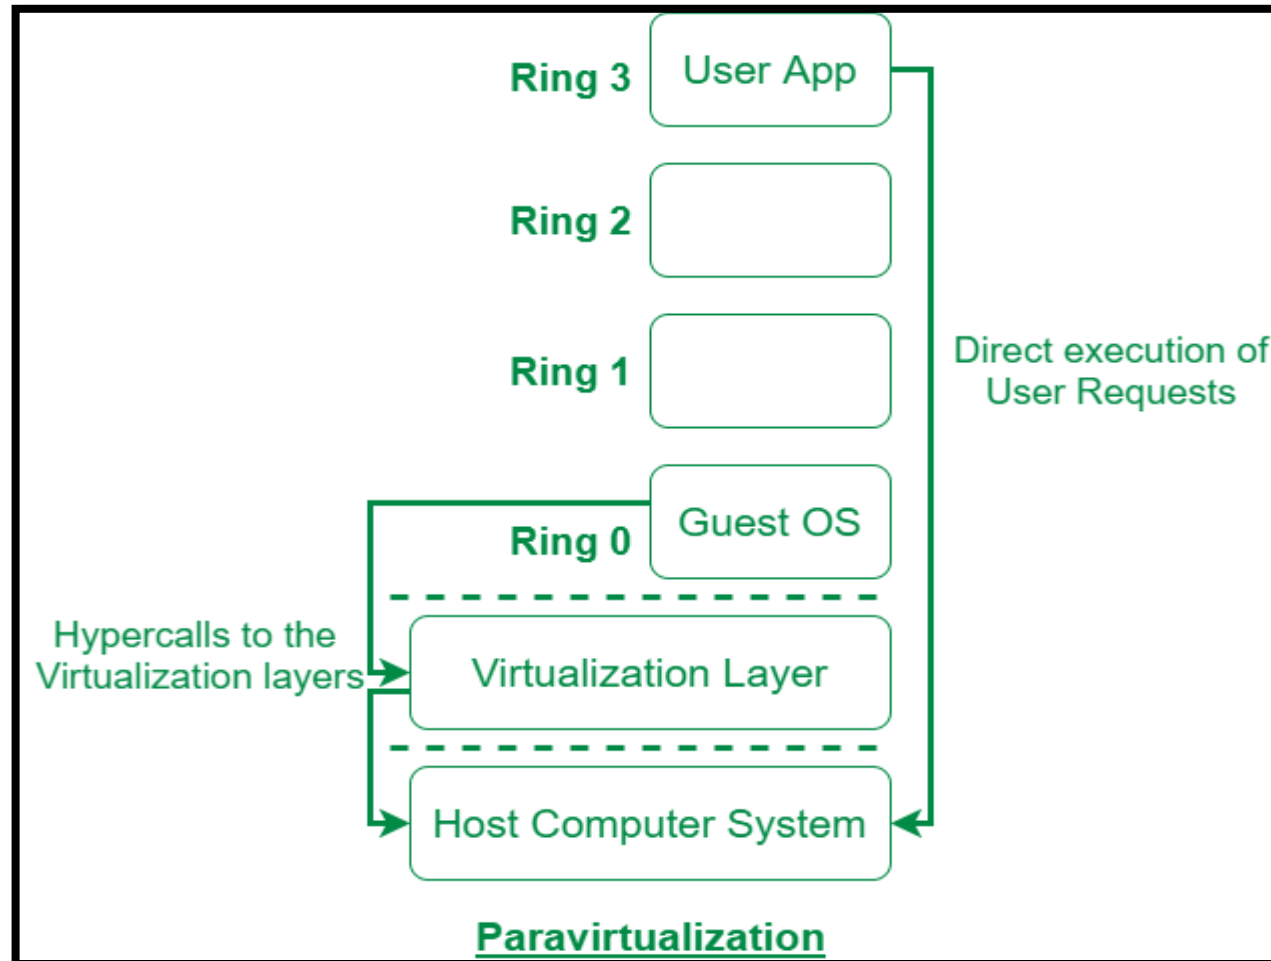 Ring 3
User App
Ring 2
Ring 1
Direct execution of
User Requests
Ring 0
Guest OS
Hypercalls to the
Virtualization layers
Virtualization Layer
Host Computer System
Paravirtualization